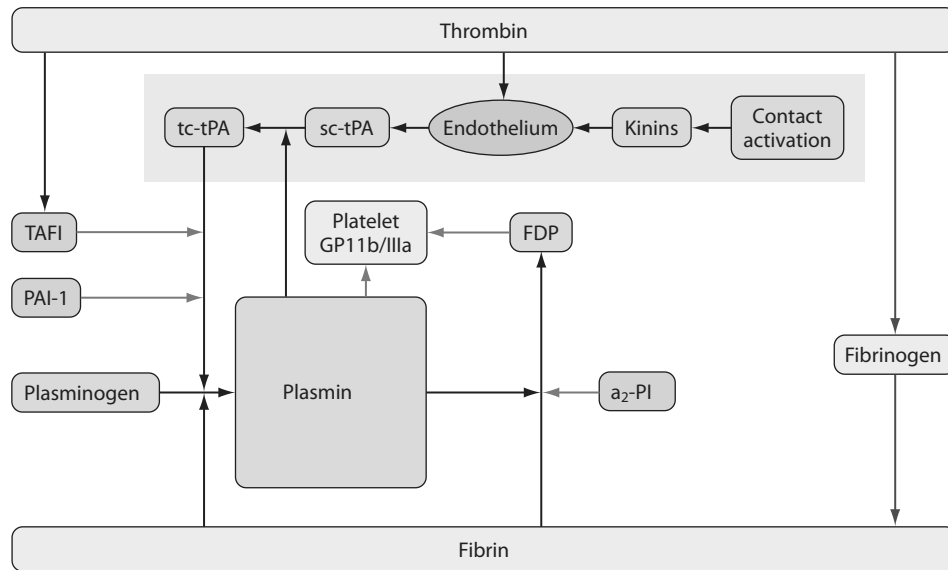 Thrombin
tc-tPA
sc-tPA
Endothelium
Kinins
Contact
activation
TAFI
Platelet
GP11b/IIIa
FDP
PAI-1
Fibrinogen
Plasminogen
Plasmin
a₂-PI
Fibrin